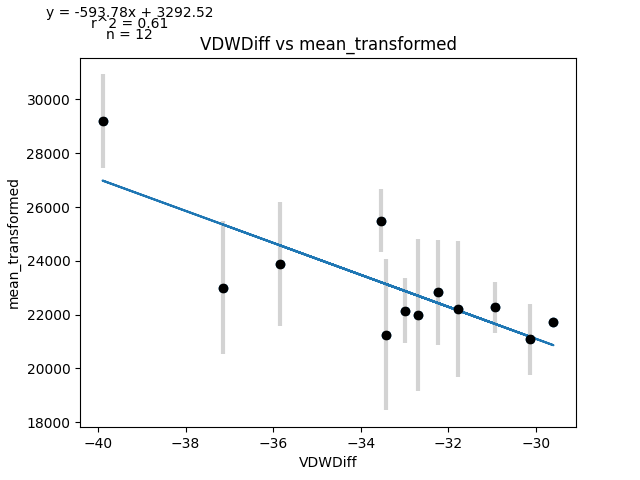 y = -593.78x + 3292.52
r^2 = 0.61
n = 12
VDWDiff vs mean_transformed
mean_transformed
30000
28000
26000
24000
22000
20000
18000
−40
−38
−36
−34
−32
−30
VDWDiff